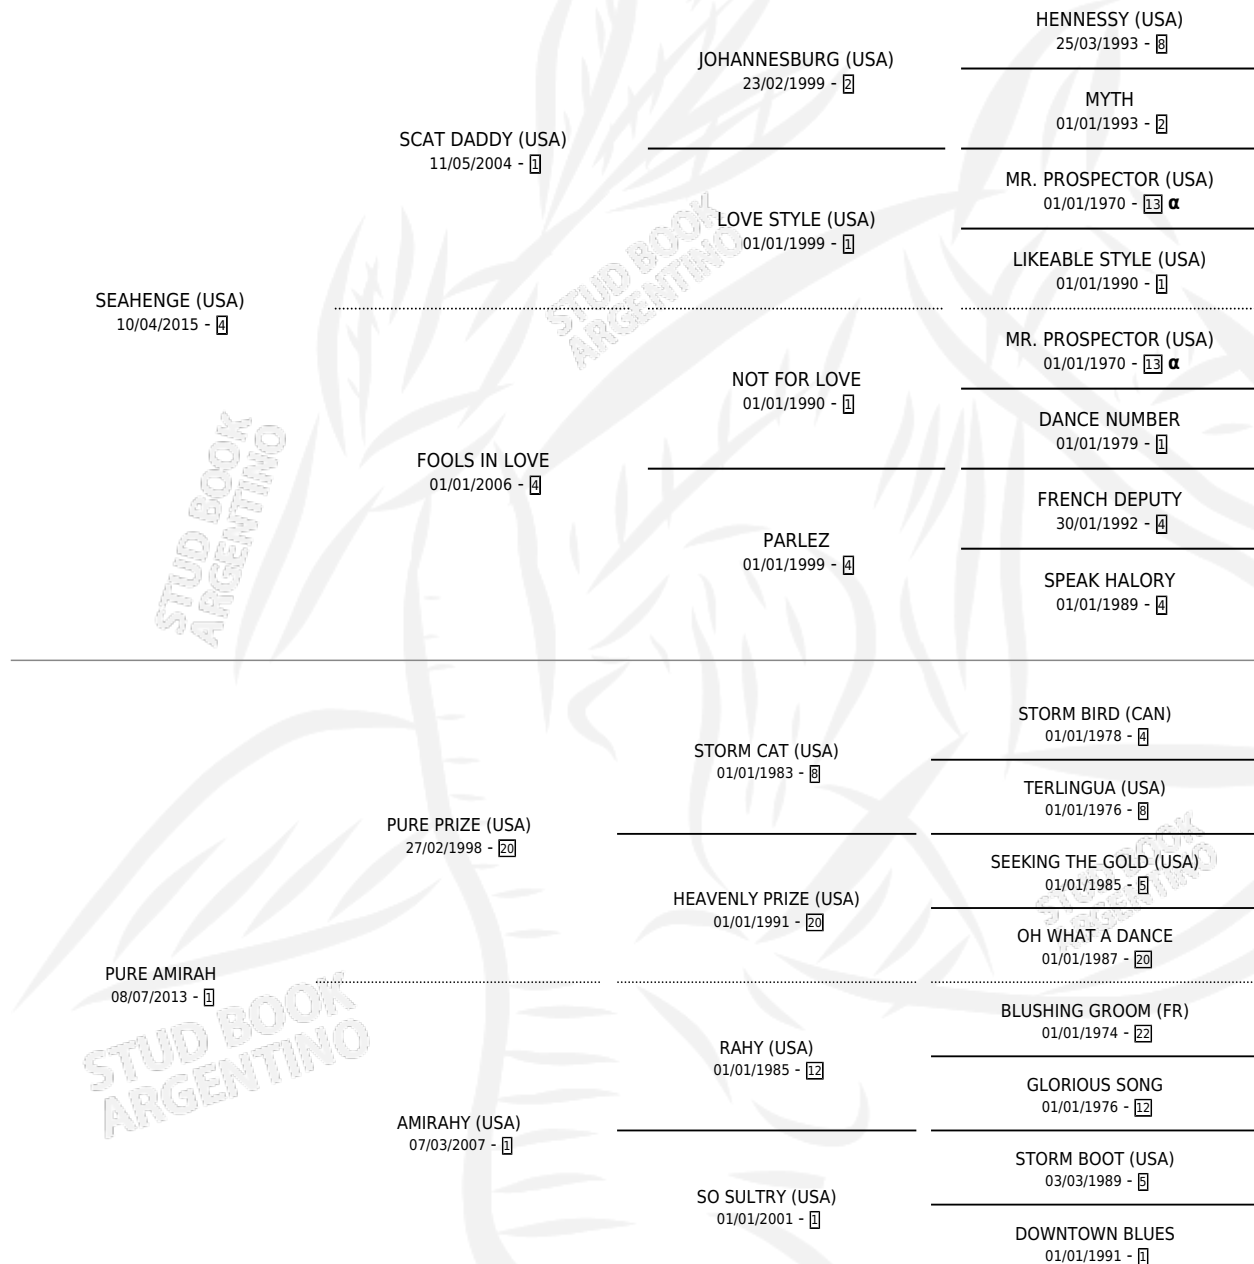 HENNESSY (USA)
25/03/1993 - 8
JOHANNESBURG (USA)
23/02/1999 - 2
MYTH
01/01/1993 - 2
SCAT DADDY (USA)
11/05/2004 - 1
MR. PROSPECTOR (USA)
01/01/1970 - 13 α
LOVE STYLE (USA)
01/01/1999 - 1
LIKEABLE STYLE (USA)
01/01/1990 - 1
SEAHENGE (USA)
10/04/2015 - 4
MR. PROSPECTOR (USA)
01/01/1970 - 13 α
NOT FOR LOVE
01/01/1990 - 1
DANCE NUMBER
01/01/1979 - 1
FOOLS IN LOVE
01/01/2006 - 4
FRENCH DEPUTY
30/01/1992 - 4
PARLEZ
01/01/1999 - 4
SPEAK HALORY
01/01/1989 - 4
STORM BIRD (CAN)
01/01/1978 - 4
STORM CAT (USA)
01/01/1983 - 8
TERLINGUA (USA)
01/01/1976 - 8
PURE PRIZE (USA)
27/02/1998 - 20
SEEKING THE GOLD (USA)
01/01/1985 - 5
HEAVENLY PRIZE (USA)
01/01/1991 - 20
OH WHAT A DANCE
01/01/1987 - 20
PURE AMIRAH
08/07/2013 - 1
BLUSHING GROOM (FR)
01/01/1974 - 22
RAHY (USA)
01/01/1985 - 12
GLORIOUS SONG
01/01/1976 - 12
AMIRAHY (USA)
07/03/2007 - 1
STORM BOOT (USA)
03/03/1989 - 5
SO SULTRY (USA)
01/01/2001 - 1
DOWNTOWN BLUES
01/01/1991 - 1
STUD BOOK
ARGENTINO
STUD BOOK
ARGENTINO
STUD BOOK
ARGENTINO
STUD BOOK
ARGENTINO